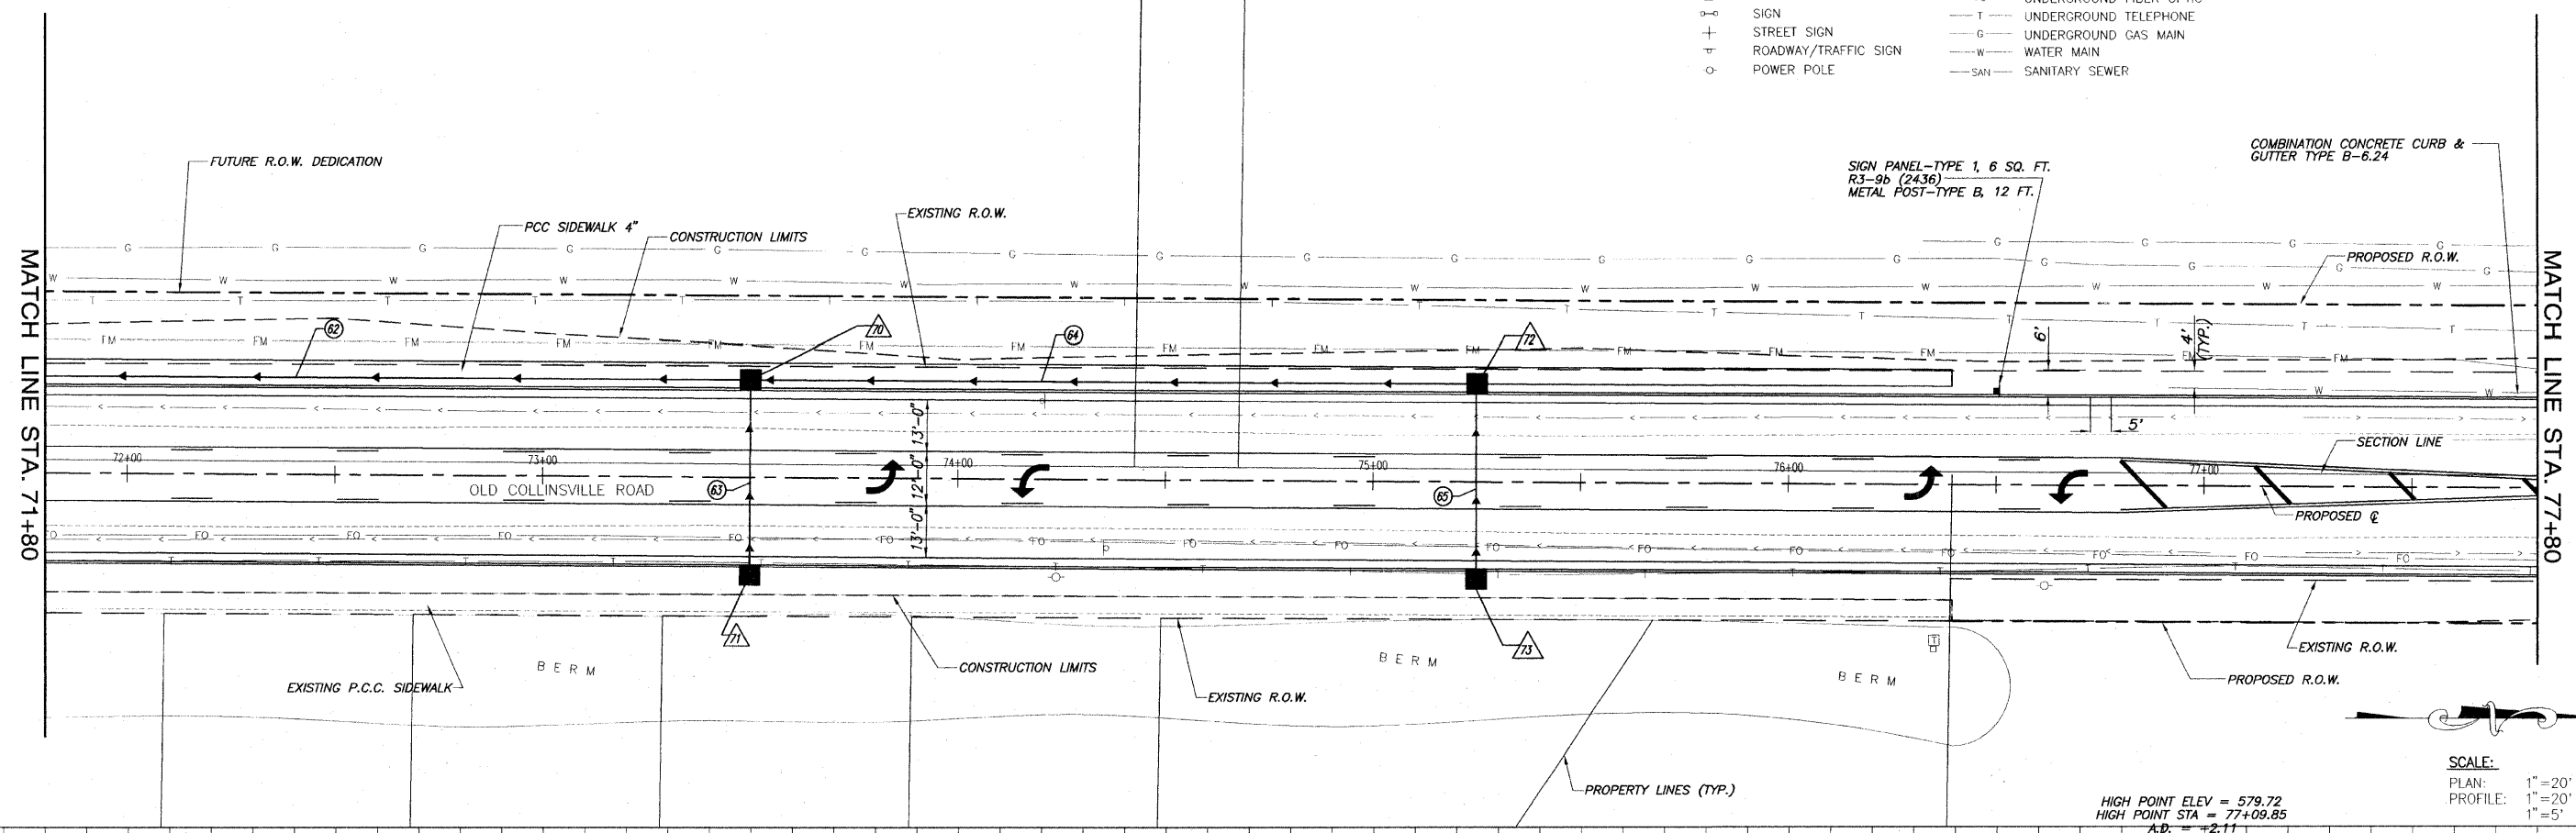 SIGN
STREET SIGN
ROADWAY/TRAFFIC SIGN
POWER POLE
T UNDERGROUND TELEPHONE
G UNDERGROUND GAS MAIN
W WATER MAIN
SAN SANITARY SEWER
COMBINATION CONCRETE CURB &
GUTTER TYPE B-6.24
SIGN PANEL-TYPE 1, 6 SQ. FT.
R3-9b (2436)
METAL POST-TYPE B, 12 FT.
FUTURE R.O.W. DEDICATION
PCC SIDEWALK 4"
CONSTRUCTION LIMITS
EXISTING R.O.W.
PROPOSED R.O.W.
MATCH LINE STA. 71+80
MATCH LINE STA. 77+80
62
70
64
72
6'
4'
(TYP.)
5'
13'-0"
12'-0"
13'-0"
72+00
73+00
74+00
75+00
76+00
77+00
SECTION LINE
OLD COLLINSVILLE ROAD
63
65
PROPOSED ℄
71
73
T
BERM
BERM
BERM
EXISTING P.C.C. SIDEWALK
CONSTRUCTION LIMITS
EXISTING R.O.W.
EXISTING R.O.W.
PROPOSED R.O.W.
PROPERTY LINES (TYP.)
SCALE:
PLAN: 1"=20'
PROFILE: 1"=20'
1"=5'
HIGH POINT ELEV = 579.72
HIGH POINT STA = 77+09.85
A.D. = +2.11